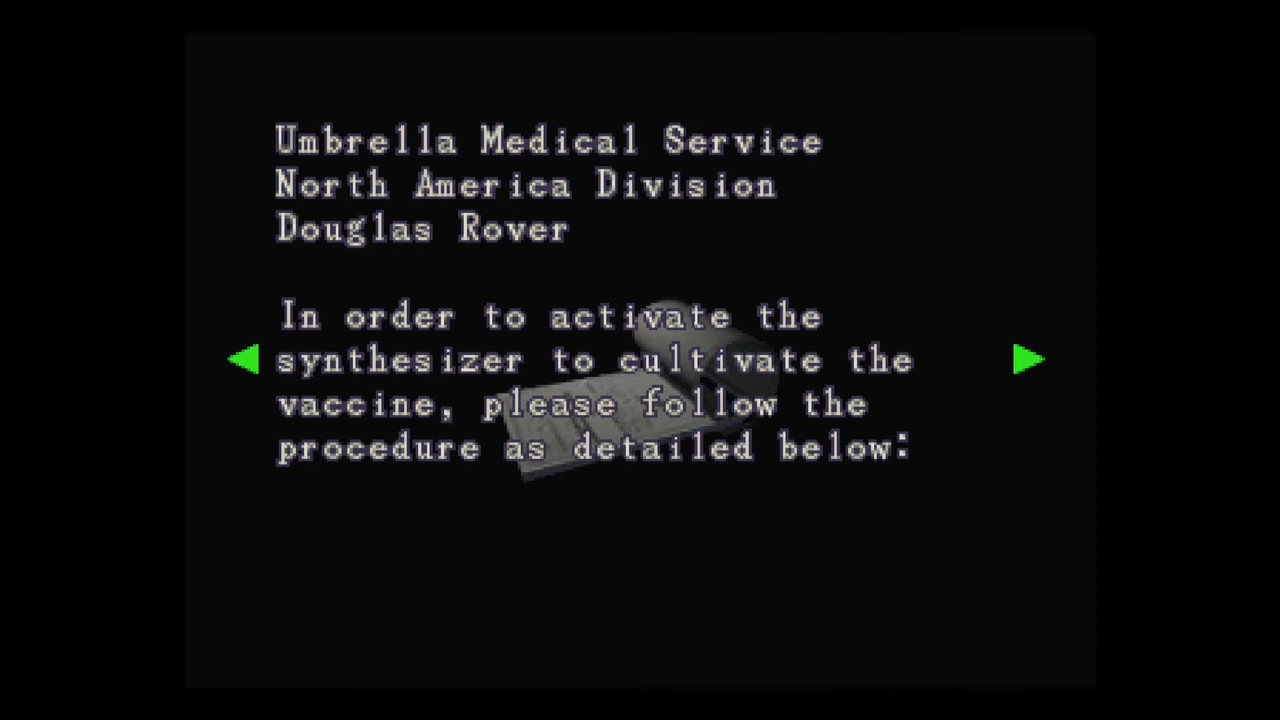 Umbrella Medical Service
North America Division
Douglas Rover
In order to activate the
synthesizer to cultivate the
vaccine, please follow the
procedure as detailed below: